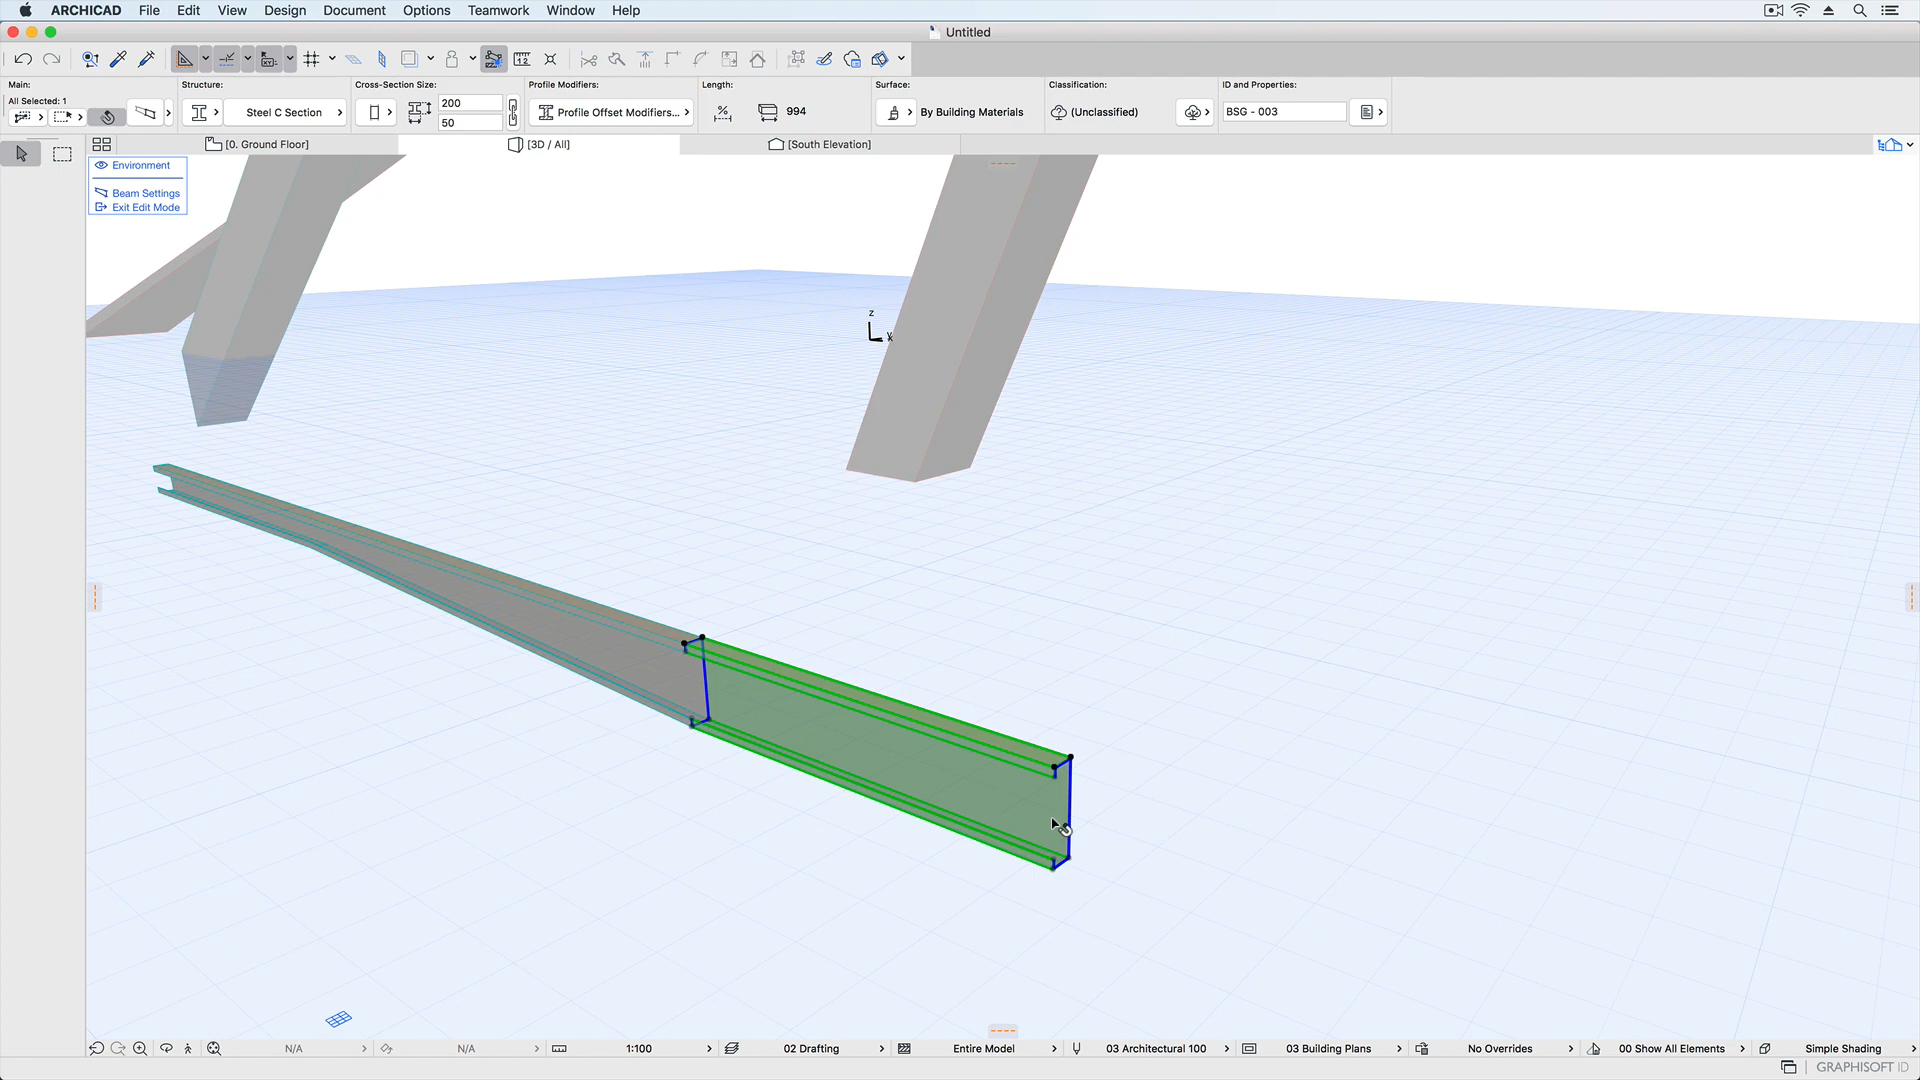 ARCHICAD File Edit View Design Document Options Teamwork Window Help
Untitled
Main:
All Selected: 1
Structure:
Steel C Section
Cross-Section Size:
200
50
Profile Modifiers:
Profile Offset Modifiers...
Length:
994
Surface:
By Building Materials
Classification:
(Unclassified)
ID and Properties:
BSG - 003
[0. Ground Floor]
[3D / All]
[South Elevation]
Environment
Beam Settings
Exit Edit Mode
z
N/A
N/A
1:100
02 Drafting
Entire Model
03 Architectural 100
03 Building Plans
No Overrides
00 Show All Elements
Simple Shading
GRAPHISOFT ID